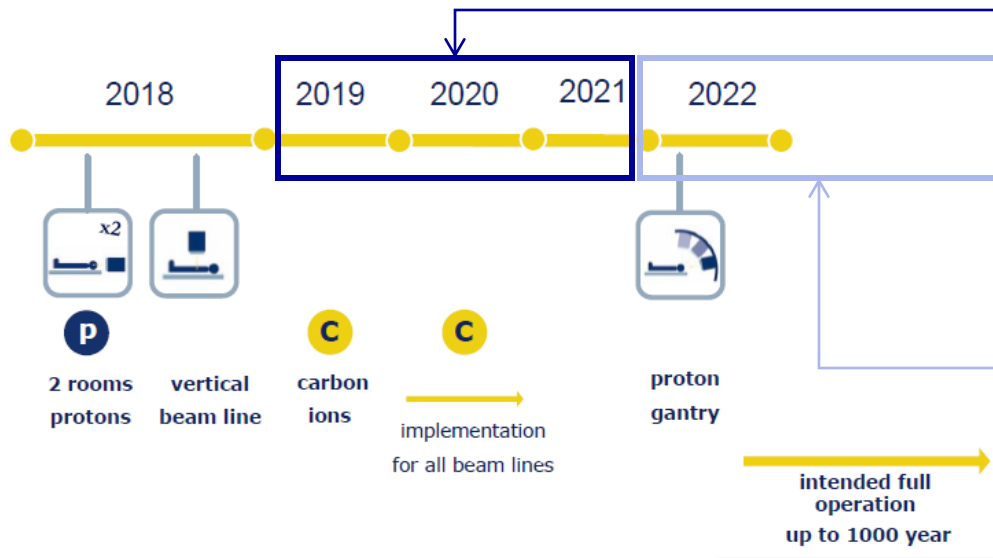 2018
2019
2020
2021
2022
x2
p
C
C
2 rooms
protons
vertical
beam line
carbon
ions
implementation
for all beam lines
proton
gantry
intended full
operation
up to 1000 year